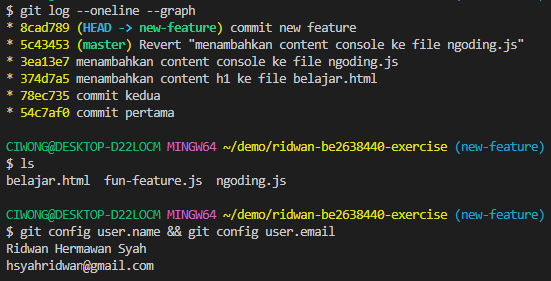 $ git log --oneline --graph
* 8cad789 (HEAD -> new-feature) commit new feature
* 5c43453 (master) Revert "menambahkan content console ke file ngoding.js"
* 3ea13e7 menambahkan content console ke file ngoding.js
* 374d7a5 menambahkan content h1 ke file belajar.html
* 78ec735 commit kedua
* 54c7af0 commit pertama
CIWONG@DESKTOP-D22LOCM MINGW64 ~/demo/ridwan-be2638440-exercise (new-feature)
$ ls
belajar.html  fun-feature.js  ngoding.js
CIWONG@DESKTOP-D22LOCM MINGW64 ~/demo/ridwan-be2638440-exercise (new-feature)
$ git config user.name && git config user.email
Ridwan Hermawan Syah
hsyahridwan@gmail.com